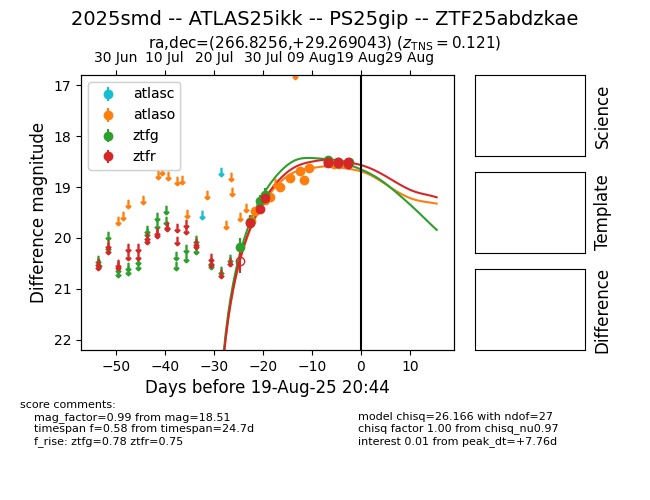 2025smd -- ATLAS25ikk -- PS25gip -- ZTF25abdzkae
ra,dec=(266.8256,+29.269043) (z_TNS = 0.121)
30 Jun 10 Jul 20 Jul 30 Jul 09 Aug 19 Aug 29 Aug
atlasc
atlaso
ztfg
ztfr
17
18
19
20
21
22
Difference magnitude
−50 −40 −30 −20 −10 0 10
Days before 19-Aug-25 20:44
Science
Template
Difference
score comments:
mag_factor=0.99 from mag=18.51
timespan f=0.58 from timespan=24.7d
f_rise: ztfg=0.78 ztfr=0.75
model chisq=26.166 with ndof=27
chisq factor 1.00 from chisq_nu0.97
interest 0.01 from peak_dt=+7.76d